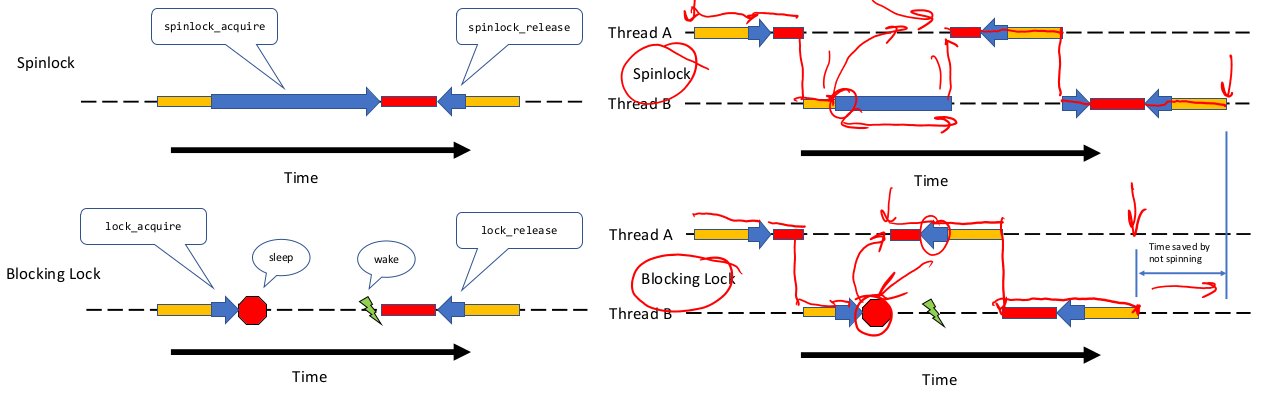 spinlock_acquire
spinlock_release
Spinlock
Time
lock_acquire
sleep
wake
lock_release
Blocking Lock
Time
Thread A
Spinlock
Thread B
Time
Thread A
Time saved by
not spinning
Blocking Lock
Thread B
Time